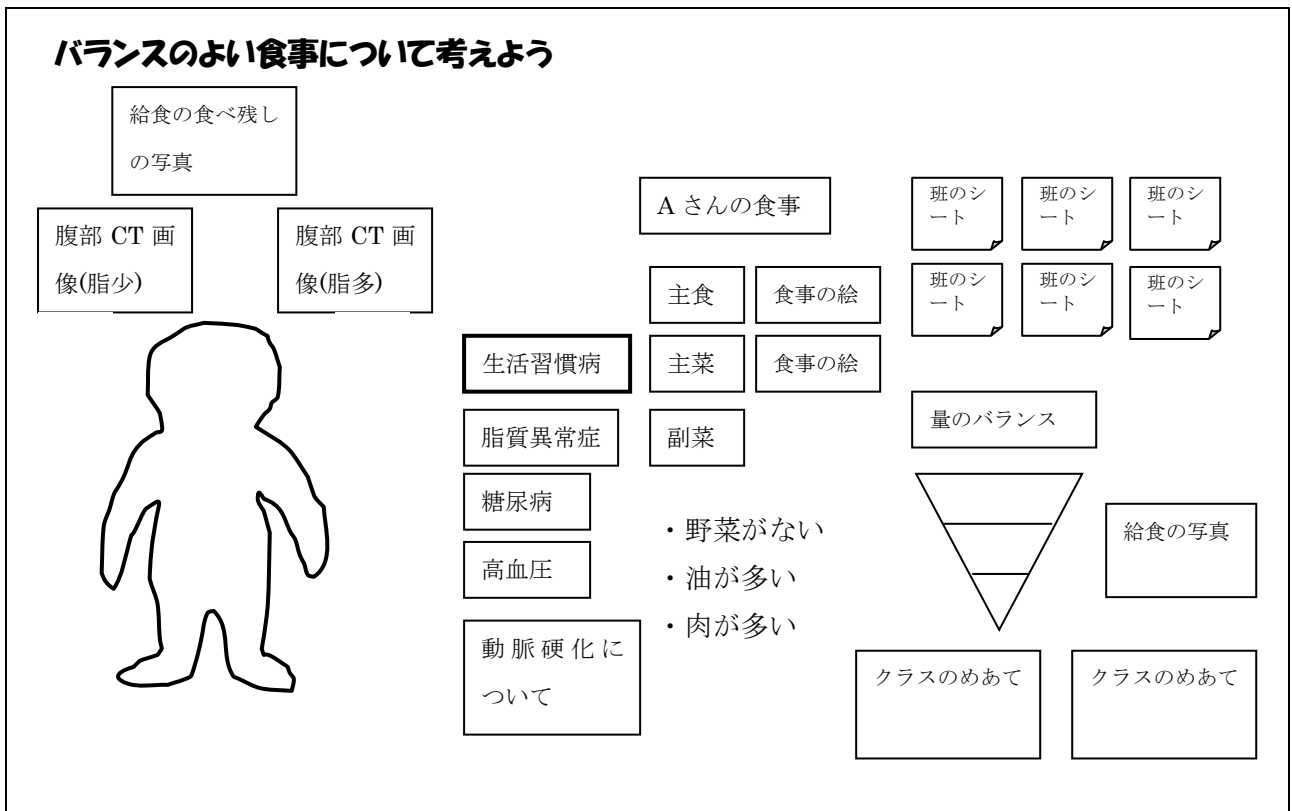 バランスのよい食事について考えよう
給食の食べ残し
の写真
腹部 CT 画
像(脂少)
腹部 CT 画
像(脂多)
生活習慣病
脂質異常症
糖尿病
高血圧
動脈硬化に
ついて
A さんの食事
主食
食事の絵
主菜
食事の絵
副菜
・野菜がない
・油が多い
・肉が多い
班のシ
ート
班のシ
ート
班のシ
ート
班のシ
ート
班のシ
ート
班のシ
ート
量のバランス
給食の写真
クラスのめあて
クラスのめあて